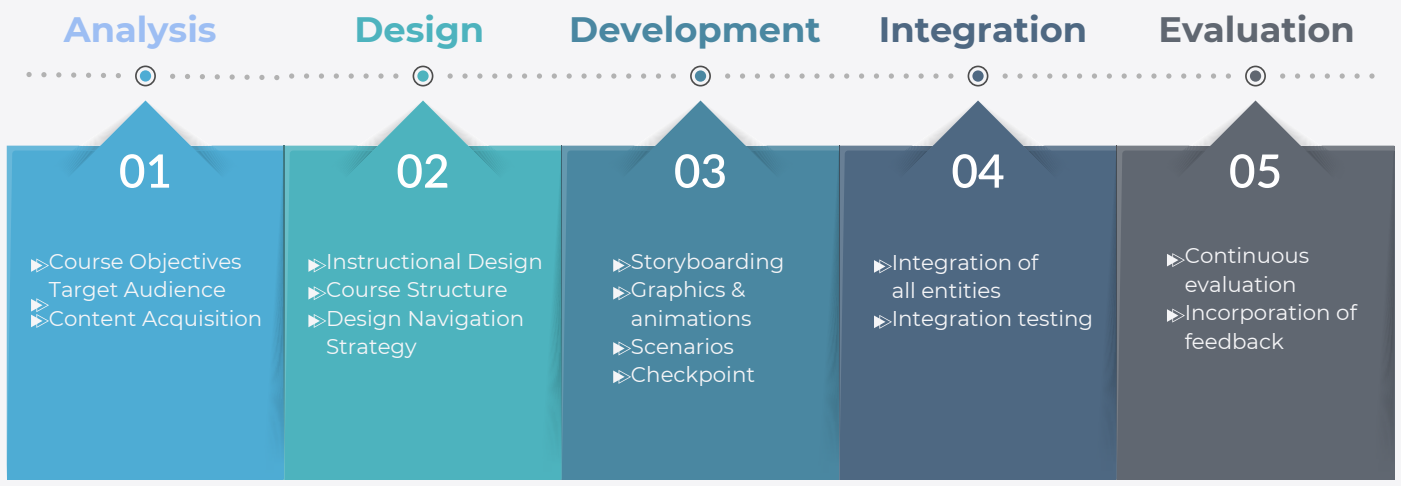 Analysis
Design
Development
Integration
Evaluation
01
Course Objectives
Target Audience
Content Acquisition
02
Instructional Design
Course Structure
Design Navigation
Strategy
03
Storyboarding
Graphics &
animations
Scenarios
Checkpoint
04
Integration of
all entities
Integration testing
05
Continuous
evaluation
Incorporation of
feedback